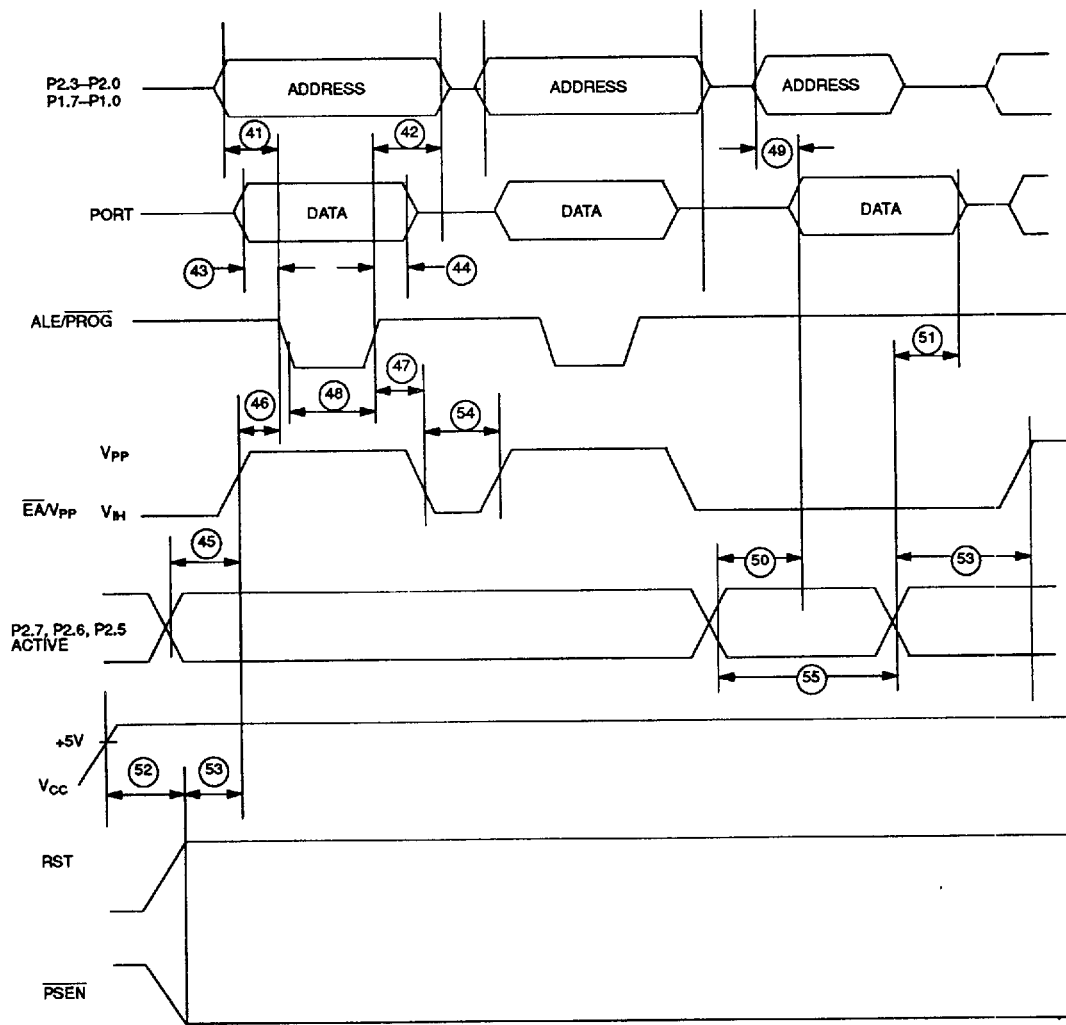 P2.3–P2.0
P1.7–P1.0
ADDRESS
ADDRESS
ADDRESS
41
42
49
PORT
DATA
DATA
DATA
43
44
ALE/PROG
51
47
48
46
54
VPP
EA/VPP VIH
45
50
53
P2.7, P2.6, P2.5
ACTIVE
55
+5V
52
53
VCC
RST
PSEN